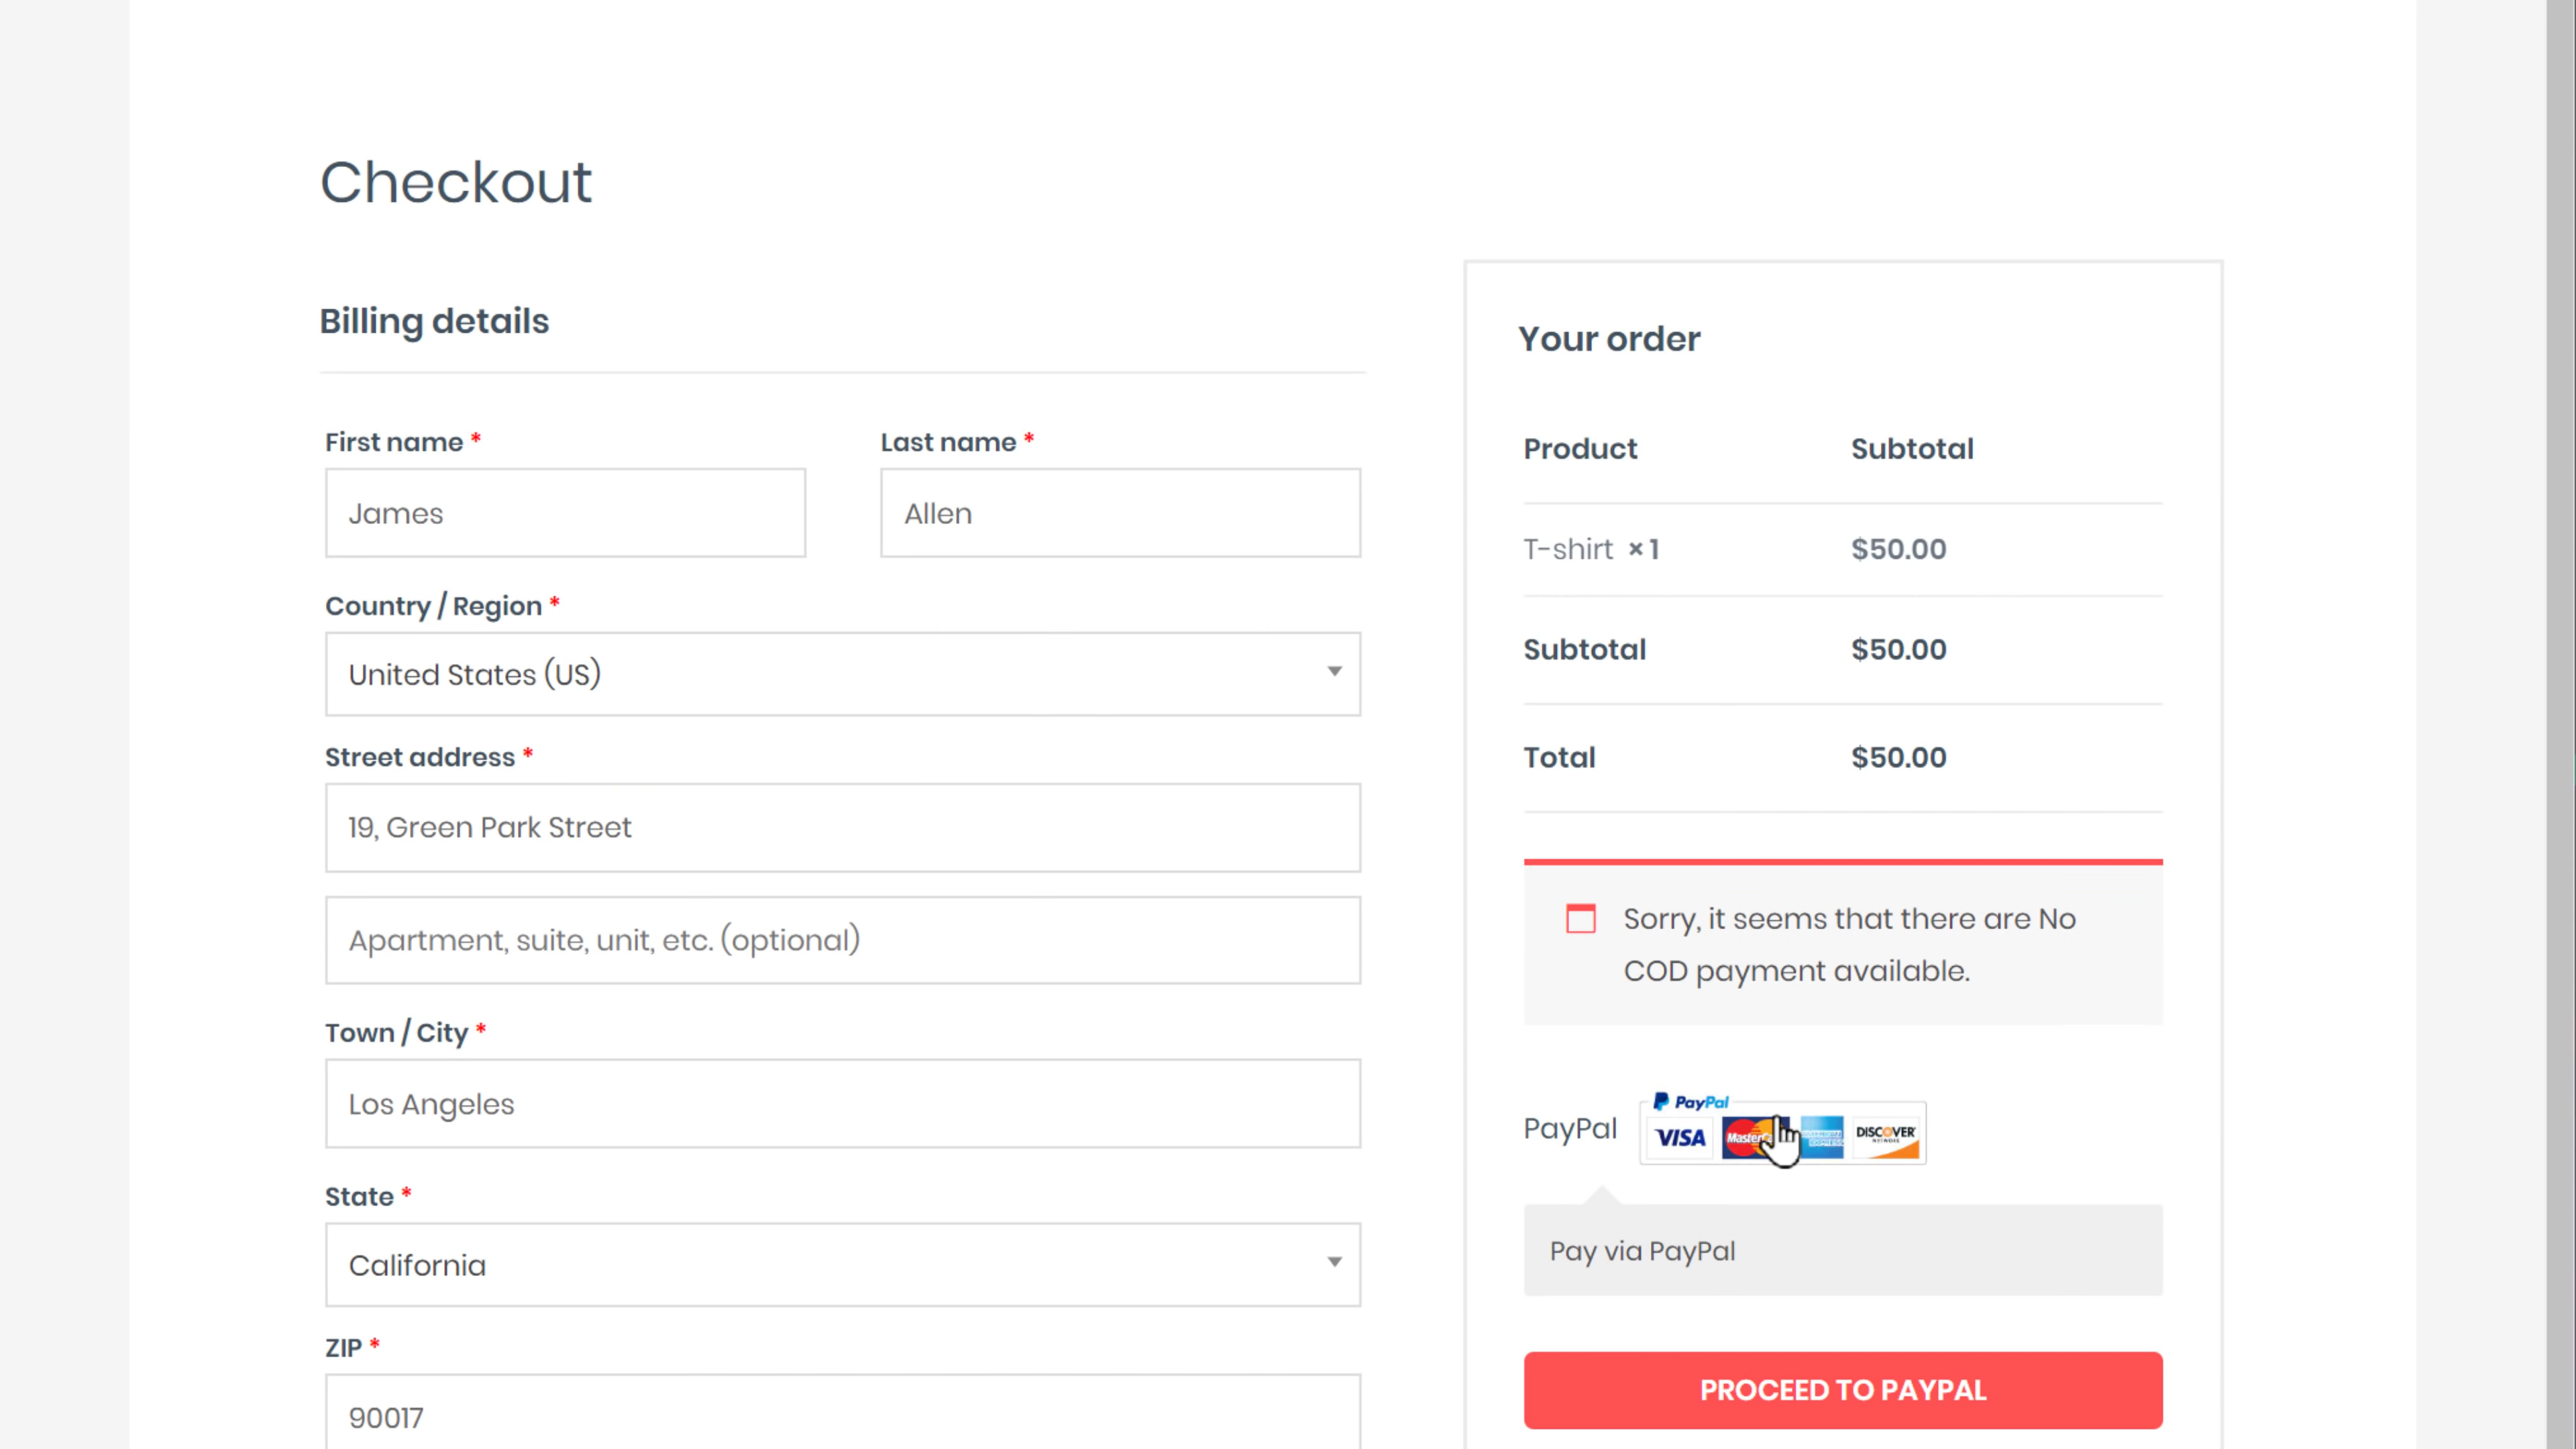 Checkout
Billing details
First name *
Last name *
James
Allen
Country / Region *
United States (US)
Street address *
19, Green Park Street
Apartment, suite, unit, etc. (optional)
Town / City *
Los Angeles
State *
California
ZIP *
90017
Your order
Product Subtotal
T-shirt × 1 $50.00
Subtotal $50.00
Total $50.00
Sorry, it seems that there are No
COD payment available.
PayPal
PayPal
VISA
DISCOVER
Pay via PayPal
PROCEED TO PAYPAL